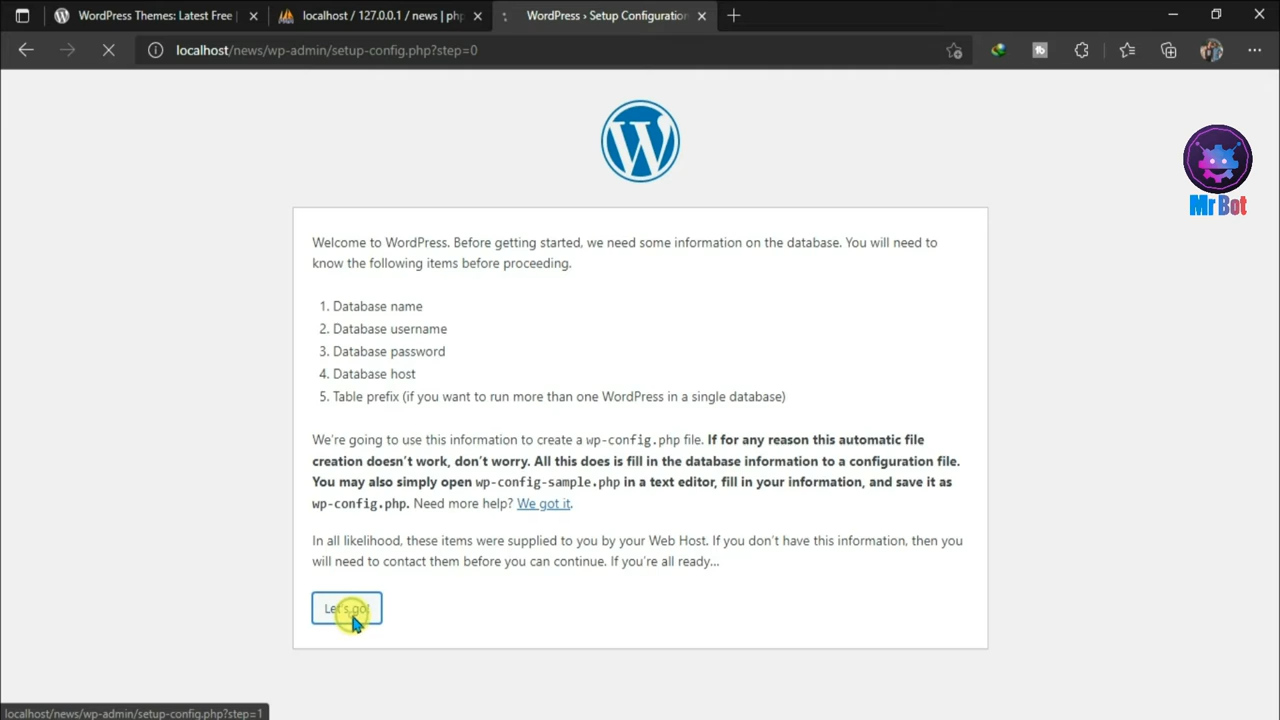 WordPress Themes: Latest Free
localhost / 127.0.0.1 / news | php
WordPress › Setup Configuration
localhost/news/wp-admin/setup-config.php?step=0
Mr Bot
Welcome to WordPress. Before getting started, we need some information on the database. You will need to
know the following items before proceeding.
1. Database name
2. Database username
3. Database password
4. Database host
5. Table prefix (if you want to run more than one WordPress in a single database)
We're going to use this information to create a wp-config.php file. If for any reason this automatic file
creation doesn't work, don't worry. All this does is fill in the database information to a configuration file.
You may also simply open wp-config-sample.php in a text editor, fill in your information, and save it as
wp-config.php. Need more help? We got it.
In all likelihood, these items were supplied to you by your Web Host. If you don't have this information, then you
will need to contact them before you can continue. If you're all ready...
Let's go!
localhost/news/wp-admin/setup-config.php?step=1